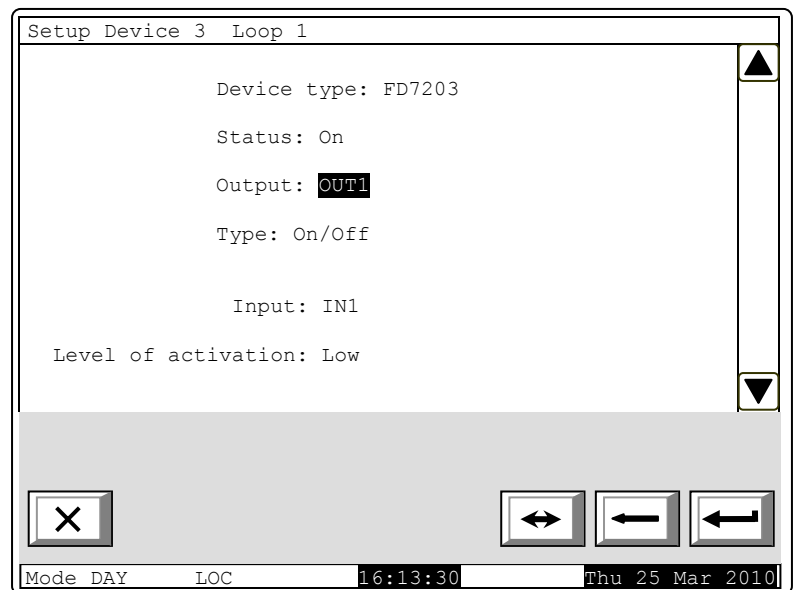 Setup Device 3 Loop 1
Device type: FD7203
Status: On
Output: OUT1
Type: On/Off
Input: IN1
Level of activation: Low
Mode DAY LOC 16:13:30 Thu 25 Mar 2010